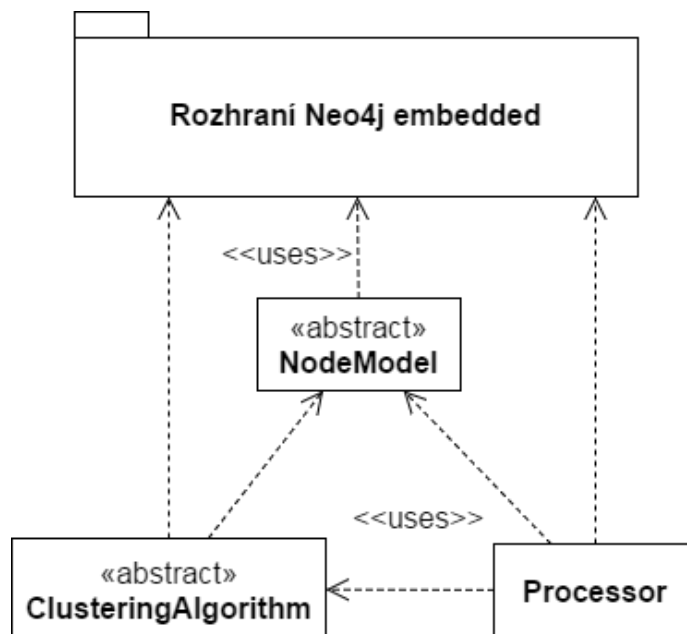 Rozhraní Neo4j embedded
<<uses>>
«abstract»
NodeModel
<<uses>>
«abstract»
ClusteringAlgorithm
Processor